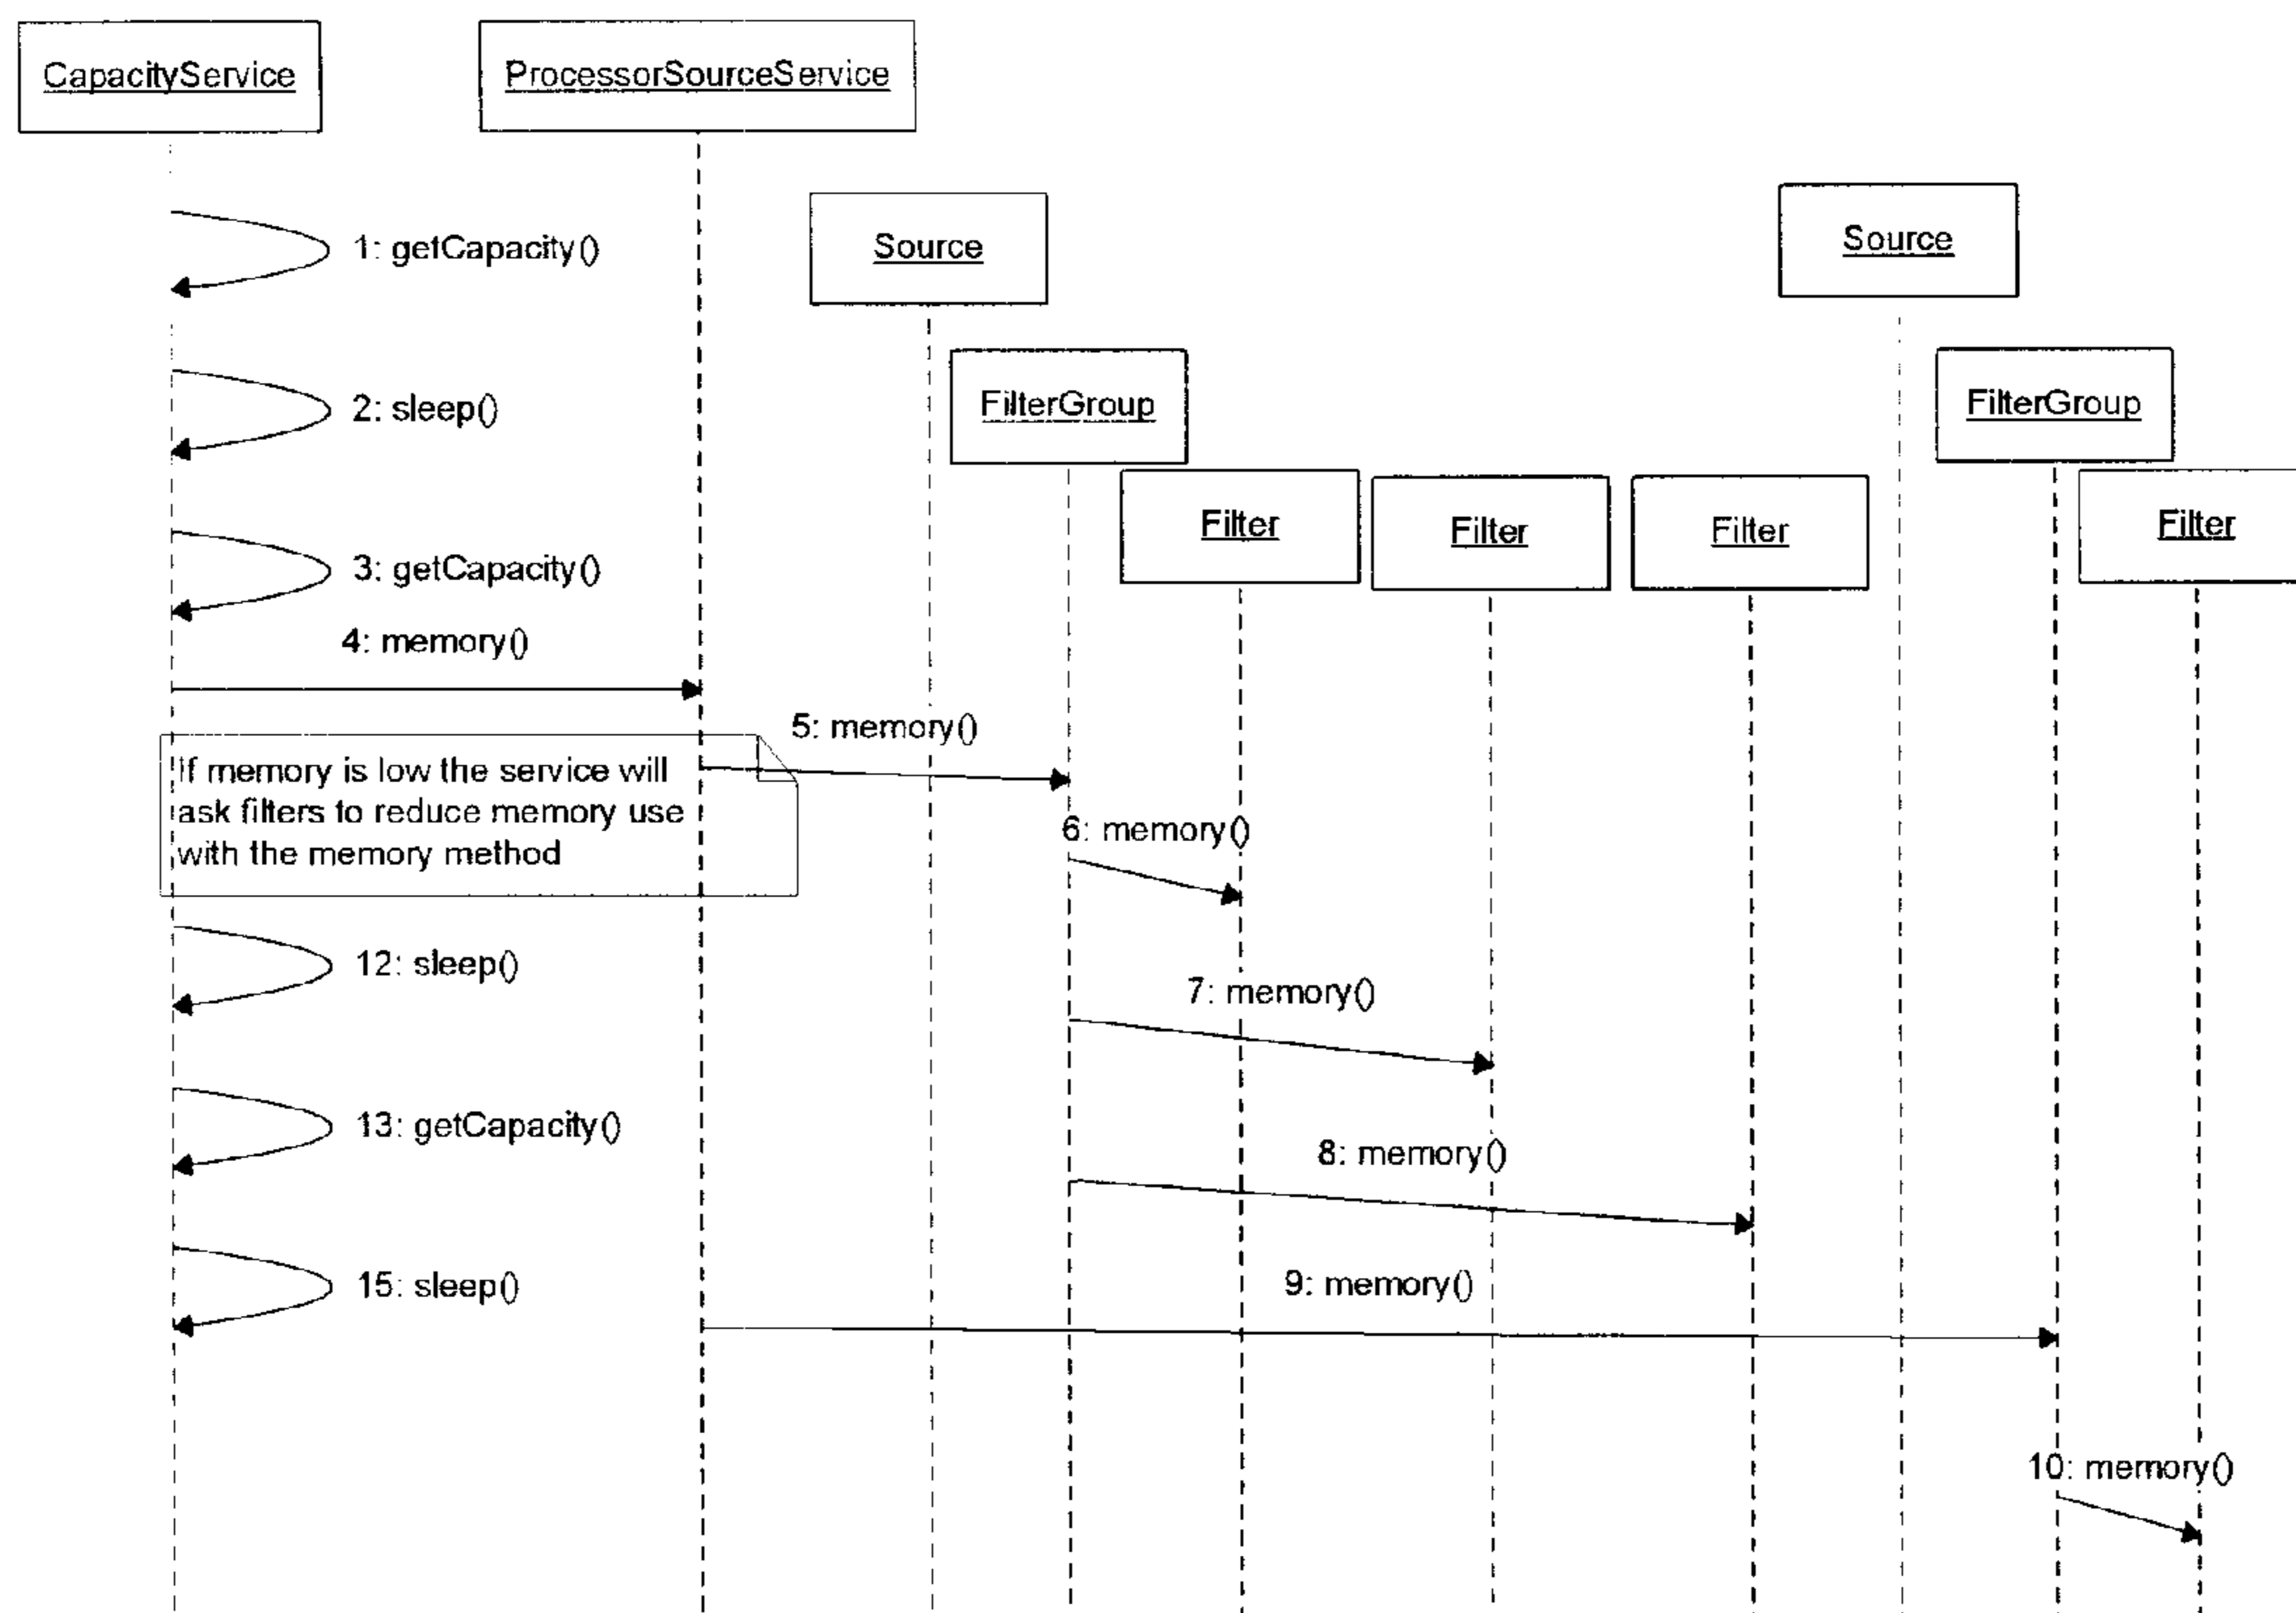 CapacityService
ProcessorSourceService
Source
Source
1: getCapacity()
FilterGroup
FilterGroup
2: sleep()
Filter
Filter
Filter
Filter
3: getCapacity()
4: memory()
5: memory()
If memory is low the service will
ask filters to reduce memory use
with the memory method
6: memory()
12: sleep()
7: memory()
13: getCapacity()
8: memory()
15: sleep()
9: memory()
10: memory()